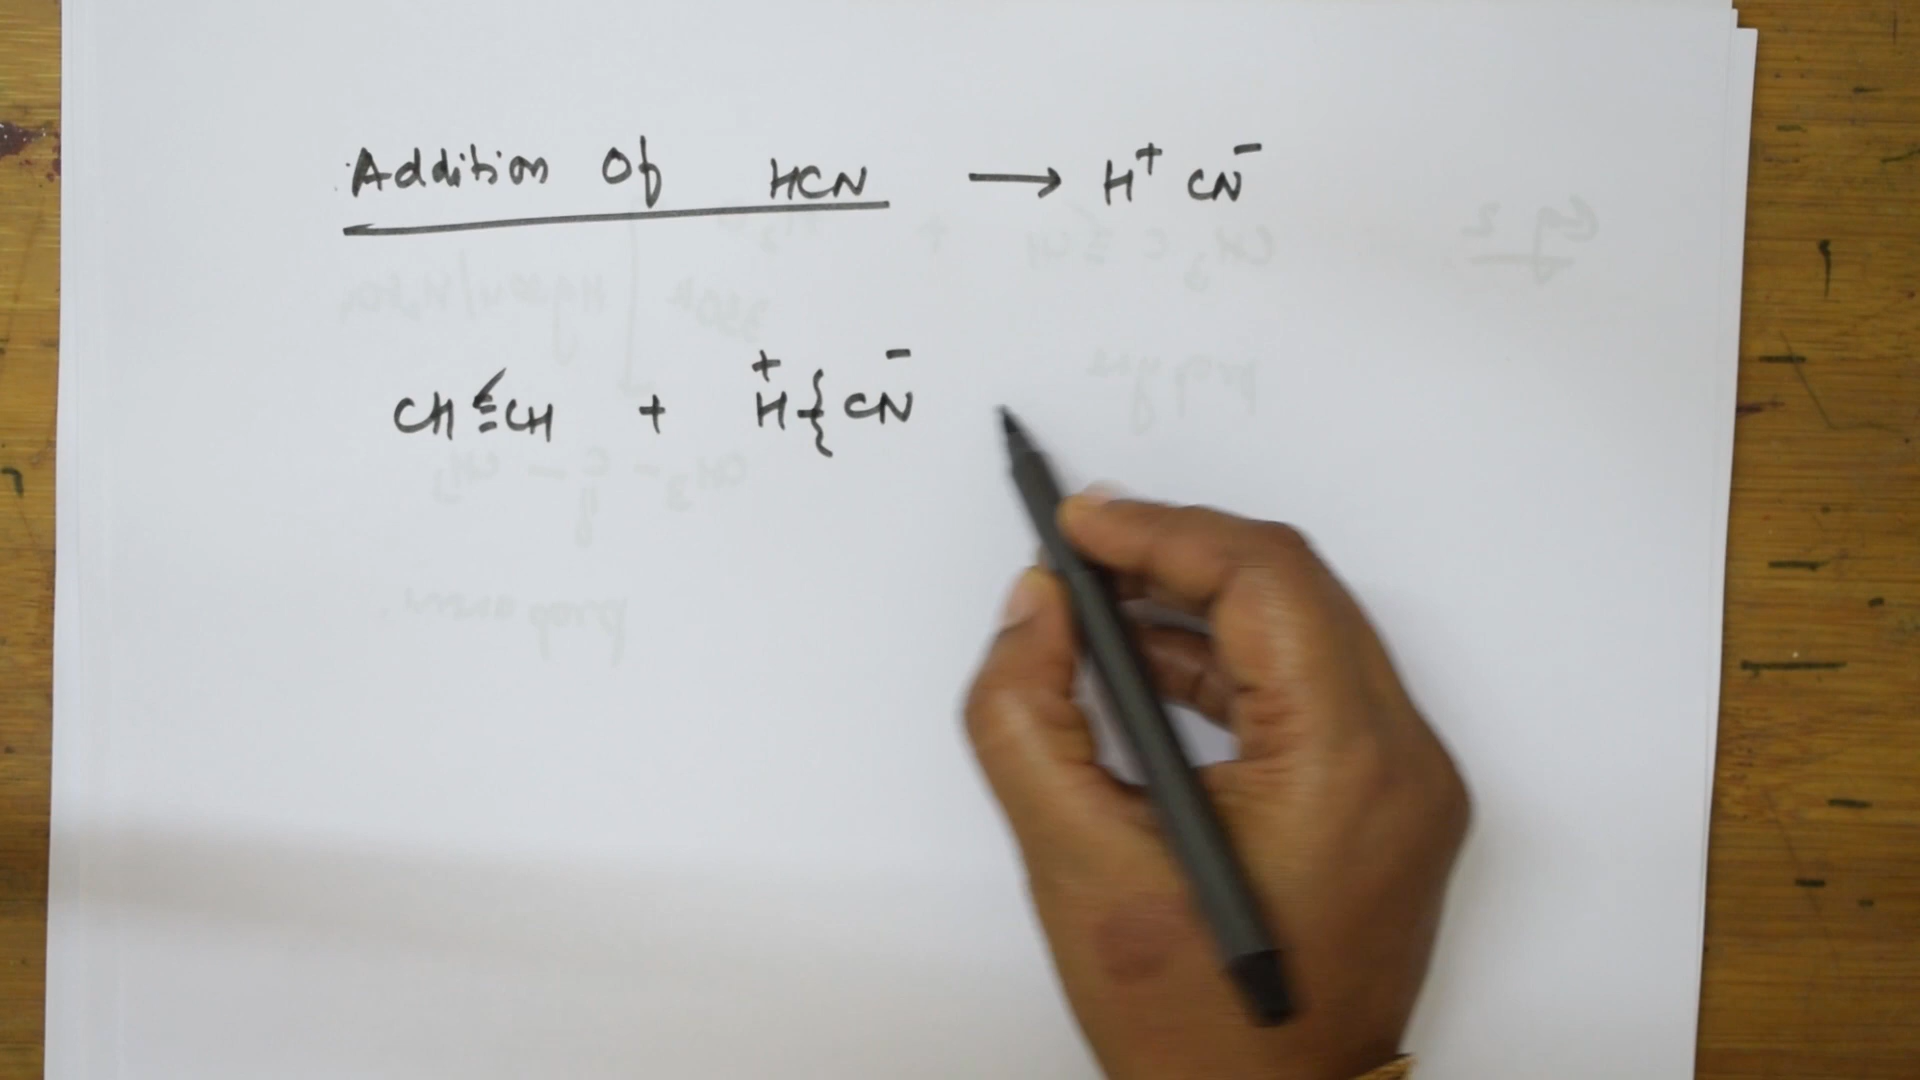 Addition Of HCN → H⁺ CN⁻
CH≡CH + H⁺ CN⁻